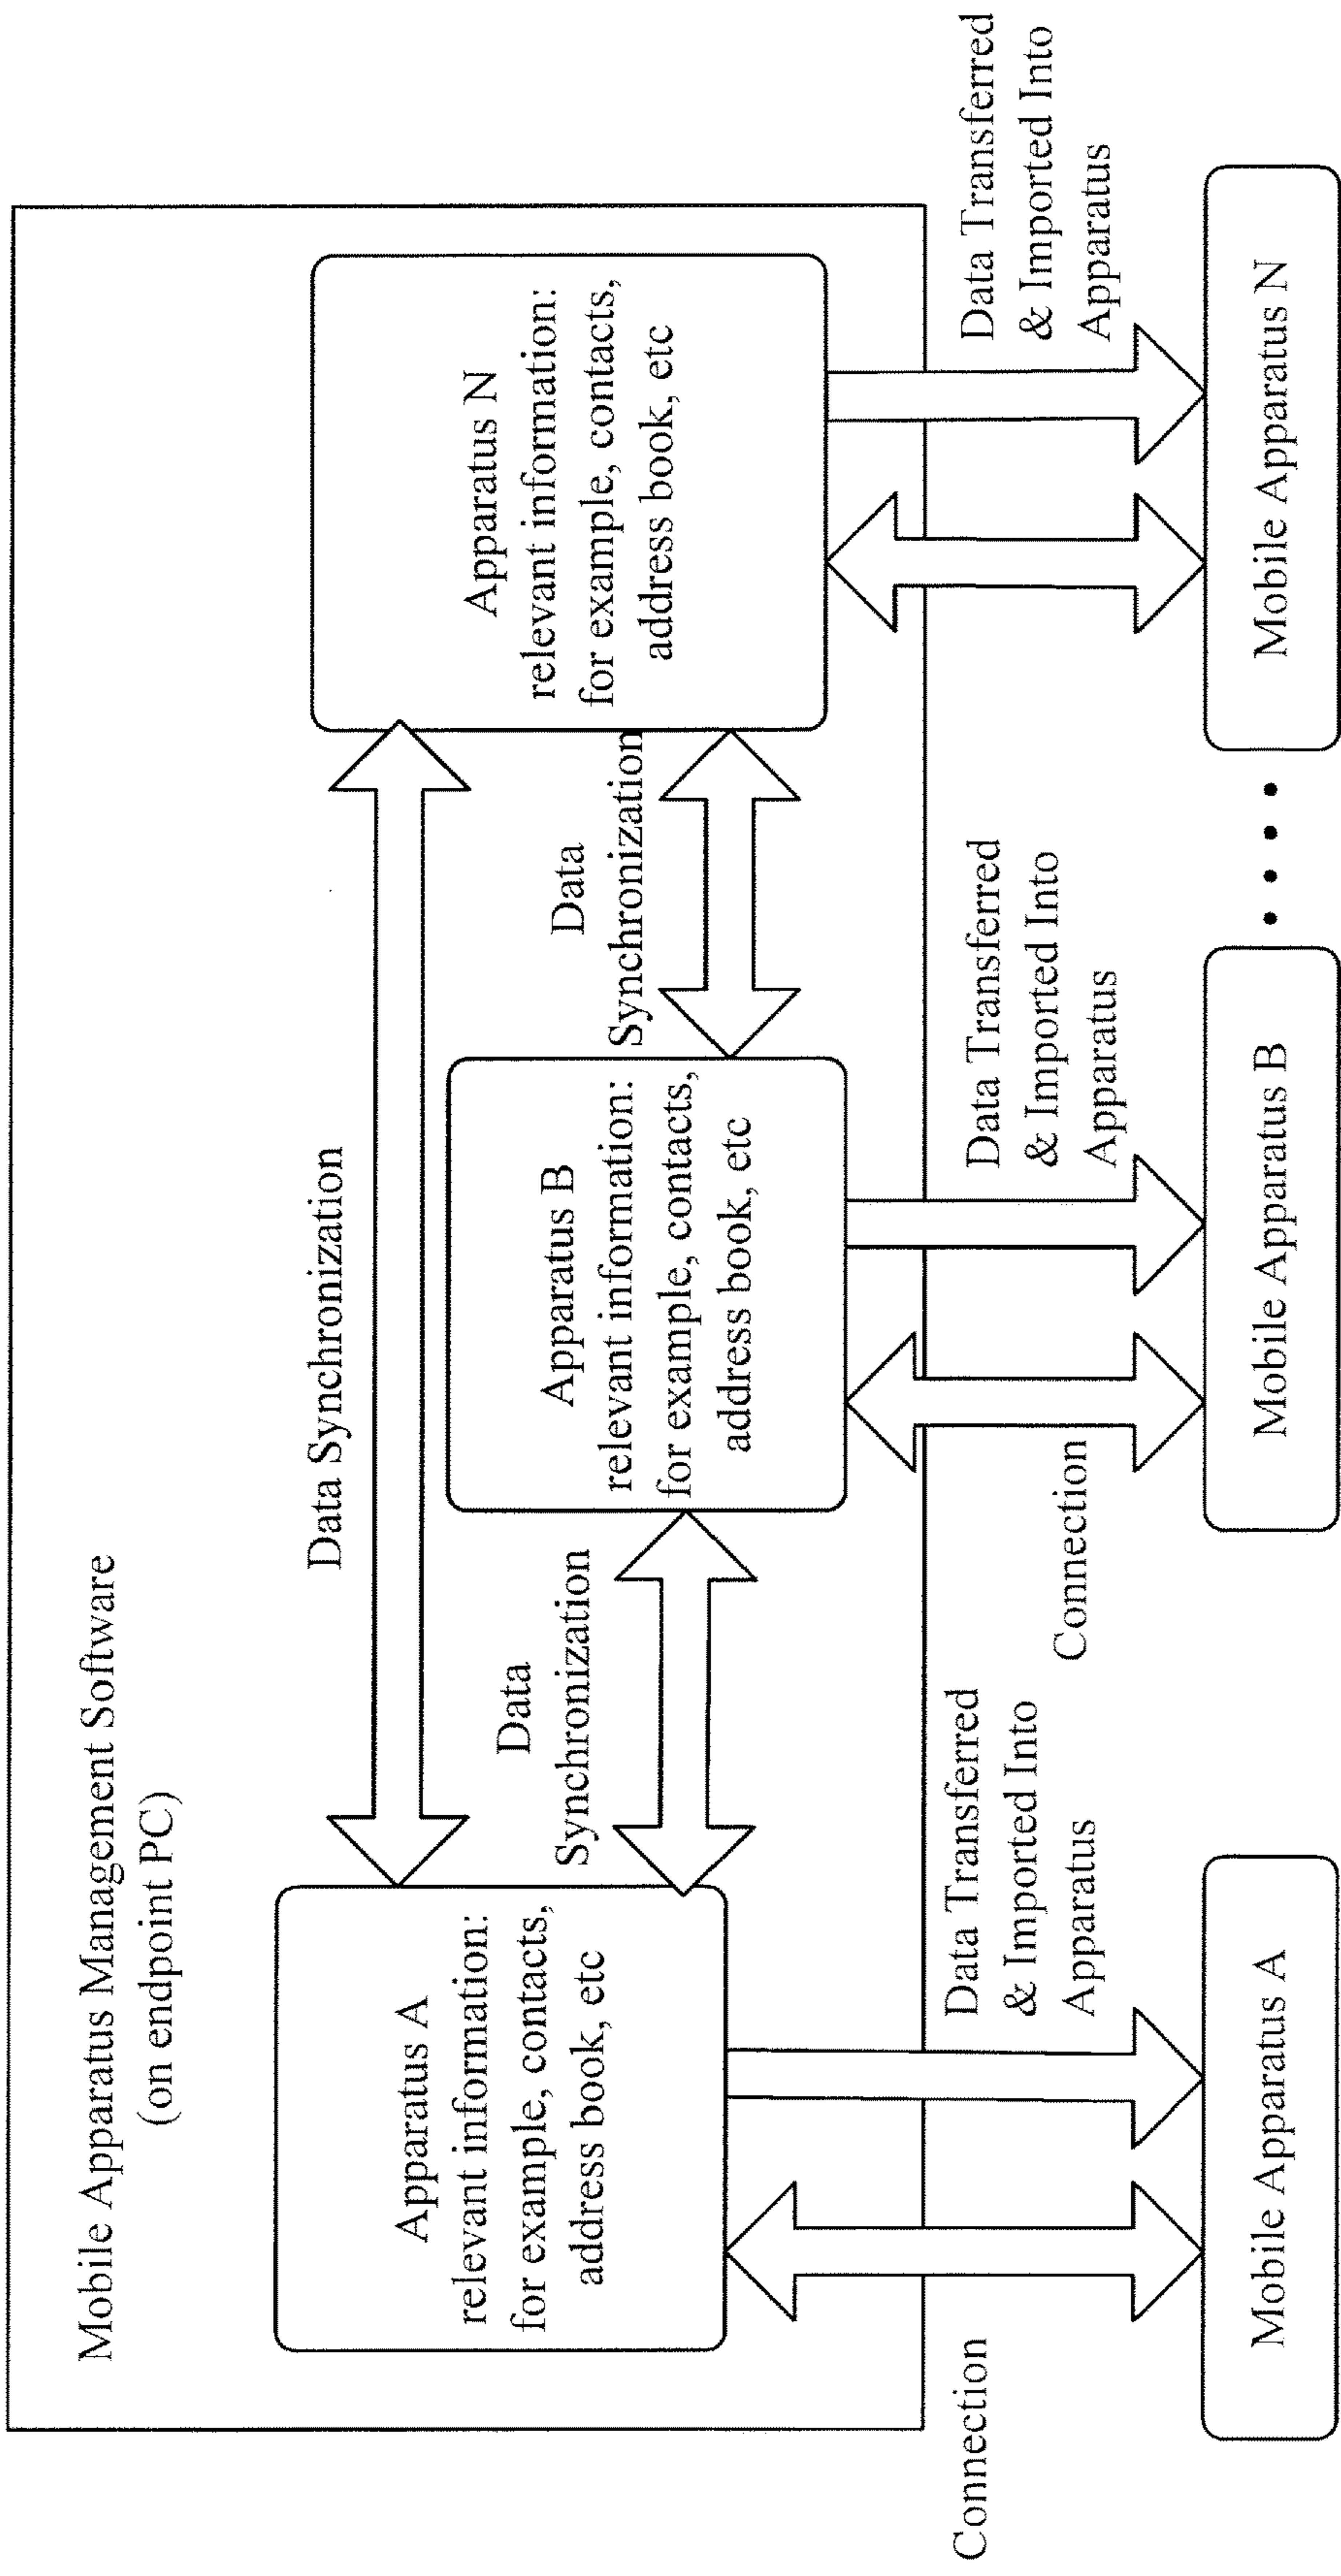 Mobile Apparatus Management Software
(on endpoint PC)
Data Synchronization
Apparatus A
relevant information:
for example, contacts,
address book, etc
Data
Synchronization
Apparatus B
relevant information:
for example, contacts,
address book, etc
Data
Synchronization
Apparatus N
relevant information:
for example, contacts,
address book, etc
Connection
Data Transferred
& Imported Into
Apparatus
Connection
Data Transferred
& Imported Into
Apparatus
Data Transferred
& Imported Into
Apparatus
Mobile Apparatus A
Mobile Apparatus B
Mobile Apparatus N